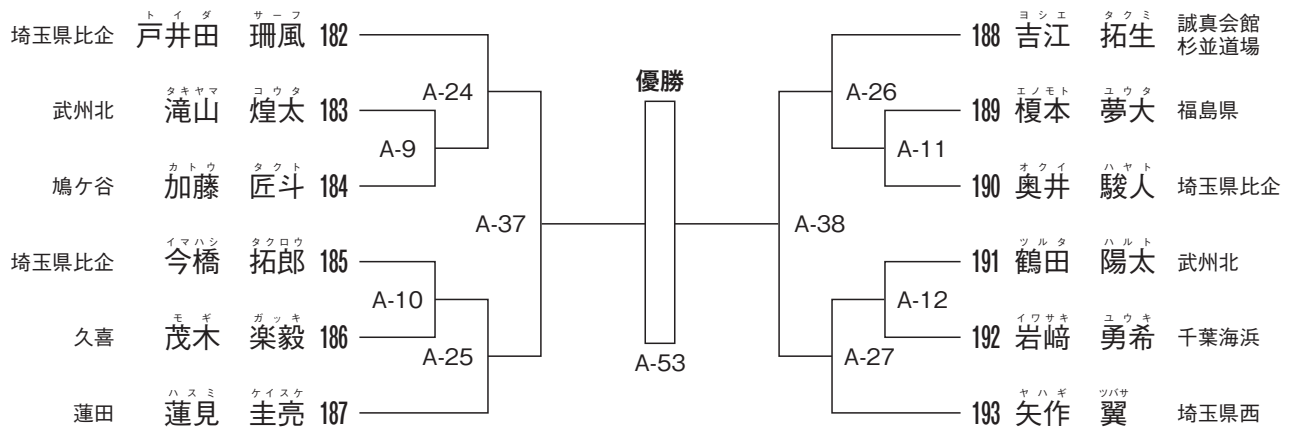 トイダ サーフ
埼玉県比企 戸井田 珊風 182
タキヤマ コウタ
武州北 滝山 煌太 183
カトウ タクト
鳩ケ谷 加藤 匠斗 184
イマハシ タクロウ
埼玉県比企 今橋 拓郎 185
モギ ガッキ
久喜 茂木 楽毅 186
ハスミ ケイスケ
蓮田 蓮見 圭亮 187
A-24
A-9
A-37
A-10
A-25
優勝
A-53
A-26
A-11
A-38
A-12
A-27
ヨシエ タクミ
188 吉江 拓生 誠真会館
杉並道場
エノモト ユウタ
189 榎本 夢大 福島県
オクイ ハヤト
190 奥井 駿人 埼玉県比企
ツルタ ハルト
191 鶴田 陽太 武州北
イワサキ ユウキ
192 岩﨑 勇希 千葉海浜
ヤハギ ツバサ
193 矢作 翼 埼玉県西